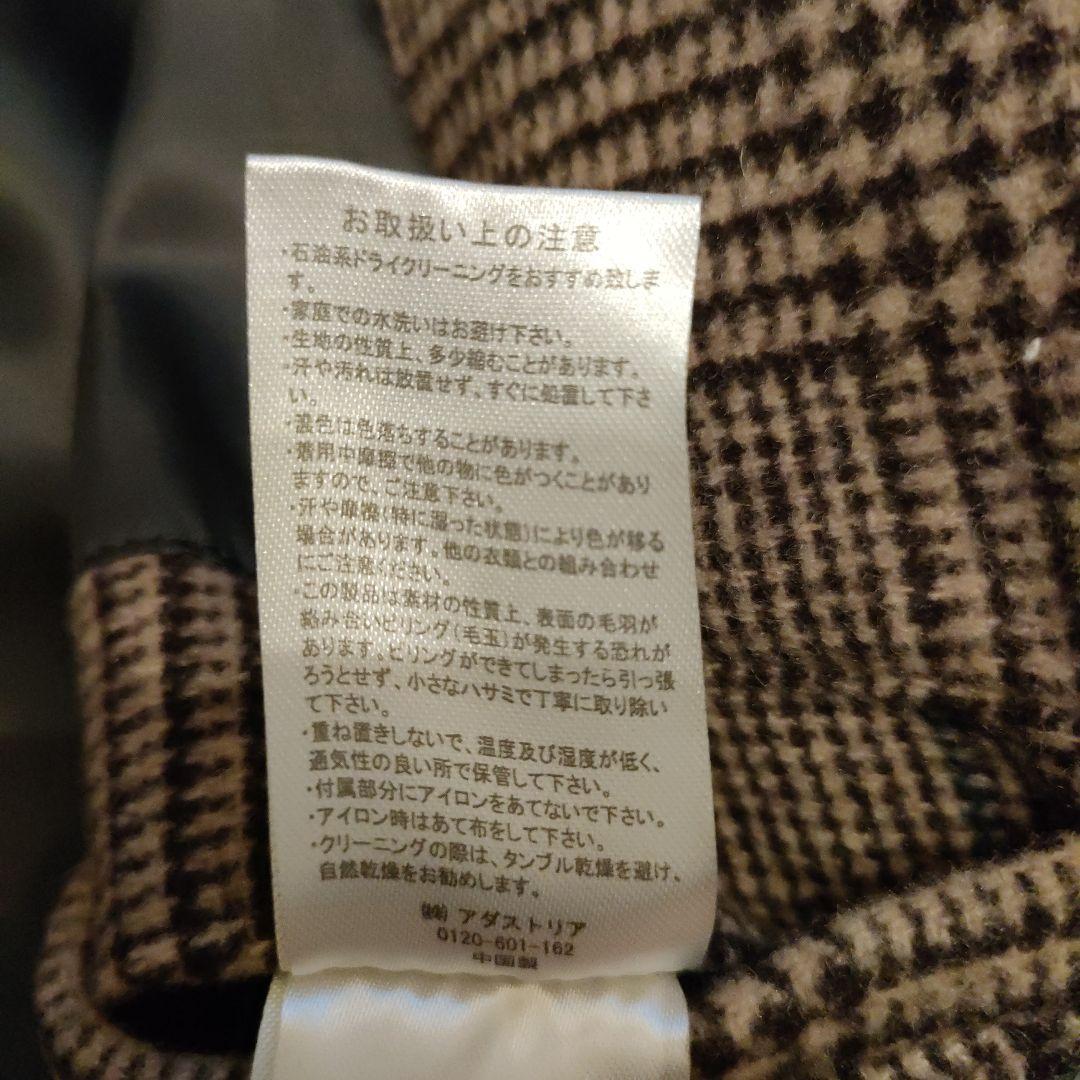 お取扱い上の注意
・石油系ドライクリーニングをおすすめ致しま
す。
・家庭での水洗いはお避け下さい。
・生地の性質上、多少縮むことがあります。
・汗や汚れは放置せず、すぐに処置して下さ
い。
・濃色は色落ちすることがあります。
・着用中摩擦で他の物に色がつくことがあり
ますので、ご注意下さい。
・汗や摩擦(特に湿った状態)により色が移る
場合があります。他の衣類との組み合わせ
にご注意ください。
・この製品は素材の性質上、表面の毛羽が
絡み合いピリング(毛玉)が発生する恐れが
あります。ピリングができてしまったら引っ張
ろうとせず、小さなハサミで丁寧に取り除い
て下さい。
・重ね置きしないで、温度及び湿度が低く、
通気性の良い所で保管して下さい。
・付属部分にアイロンをあてないで下さい。
・アイロン時はあて布をして下さい。
・クリーニングの際は、タンブル乾燥を避け、
自然乾燥をお勧めします。
㈱ アダストリア
0120-601-162
中国製